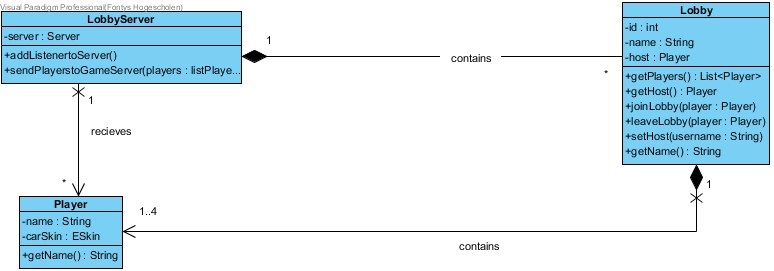 Visual Paradigm Professional(Fontys Hogescholen)
LobbyServer
-server : Server
+addListenertoServer()
+sendPlayerstoGameServer(players : listPlaye...
1
contains
*
Lobby
-id : int
-name : String
-host : Player
+getPlayers() : List<Player>
+getHost() : Player
+joinLobby(player : Player)
+leaveLobby(player : Player)
+setHost(username : String)
+getName() : String
1
recieves
*
Player
-name : String
-carSkin : ESkin
+getName() : String
1..4
contains
1